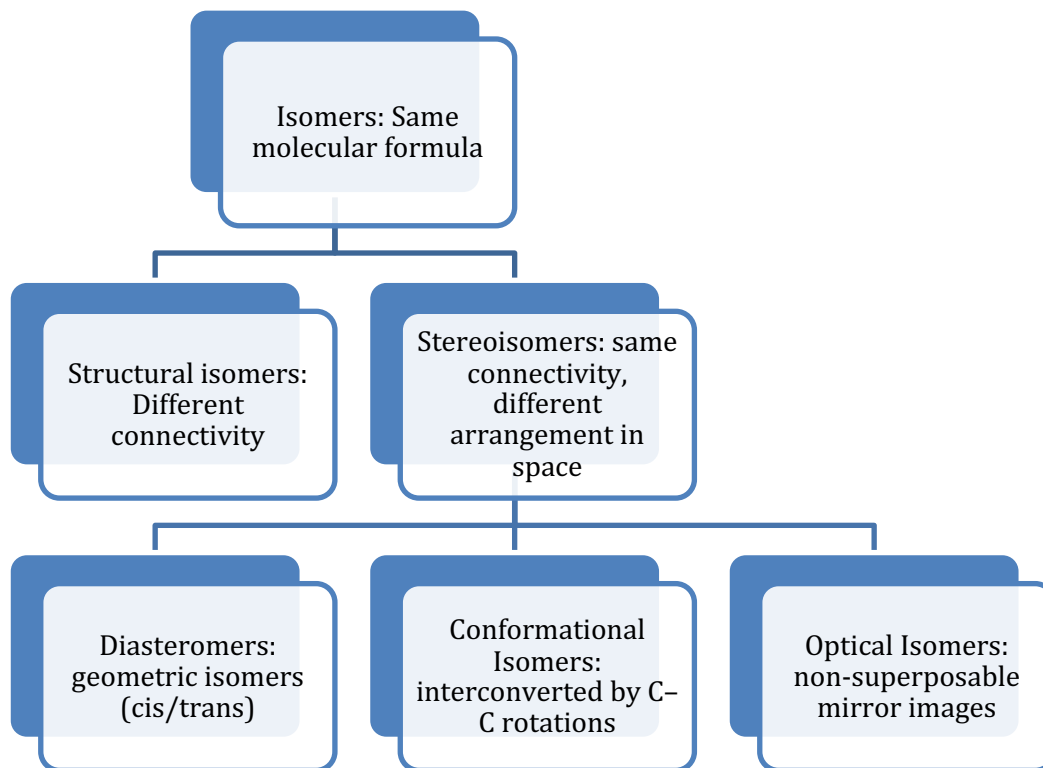 Isomers: Same
molecular formula
Structural isomers:
Different
connectivity
Stereoisomers: same
connectivity,
different
arrangement in
space
Diasteromers:
geometric isomers
(cis/trans)
Conformational
Isomers:
interconverted by C–
C rotations
Optical Isomers:
non-superposable
mirror images